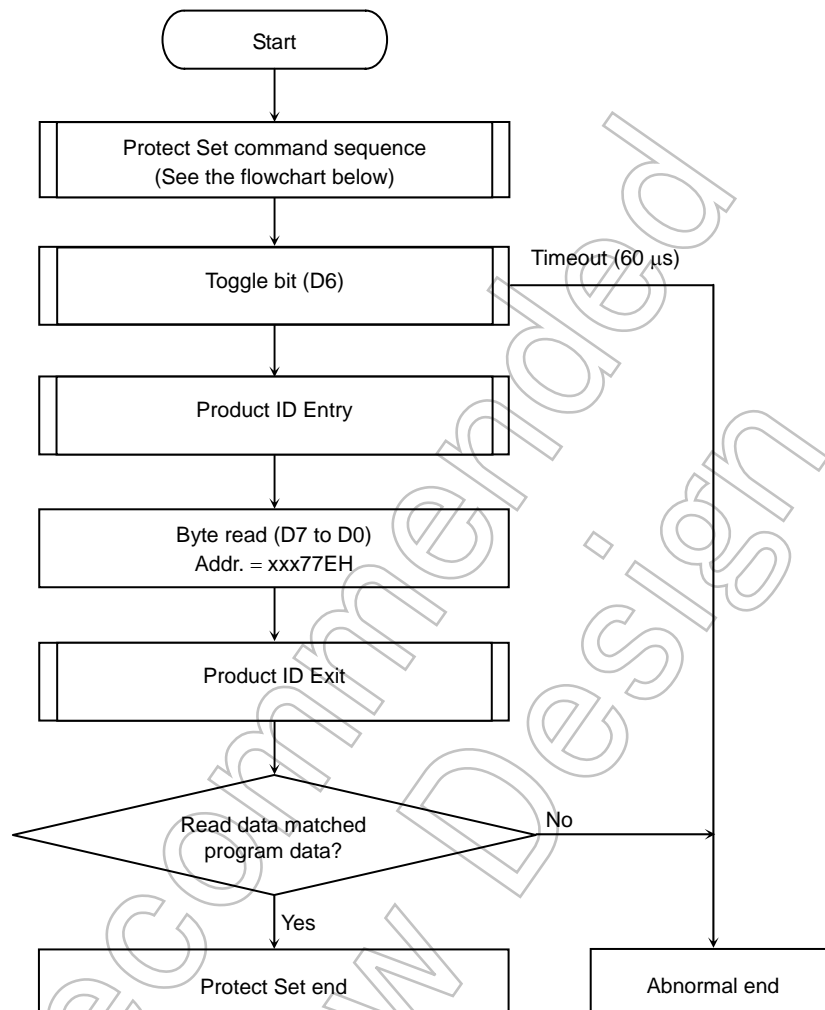 Start
Protect Set command sequence
(See the flowchart below)
Timeout (60 μs)
Toggle bit (D6)
Product ID Entry
Byte read (D7 to D0)
Addr. = xxx77EH
Product ID Exit
Read data matched
program data?
No
Yes
Protect Set end
Abnormal end
ecommended
w Design